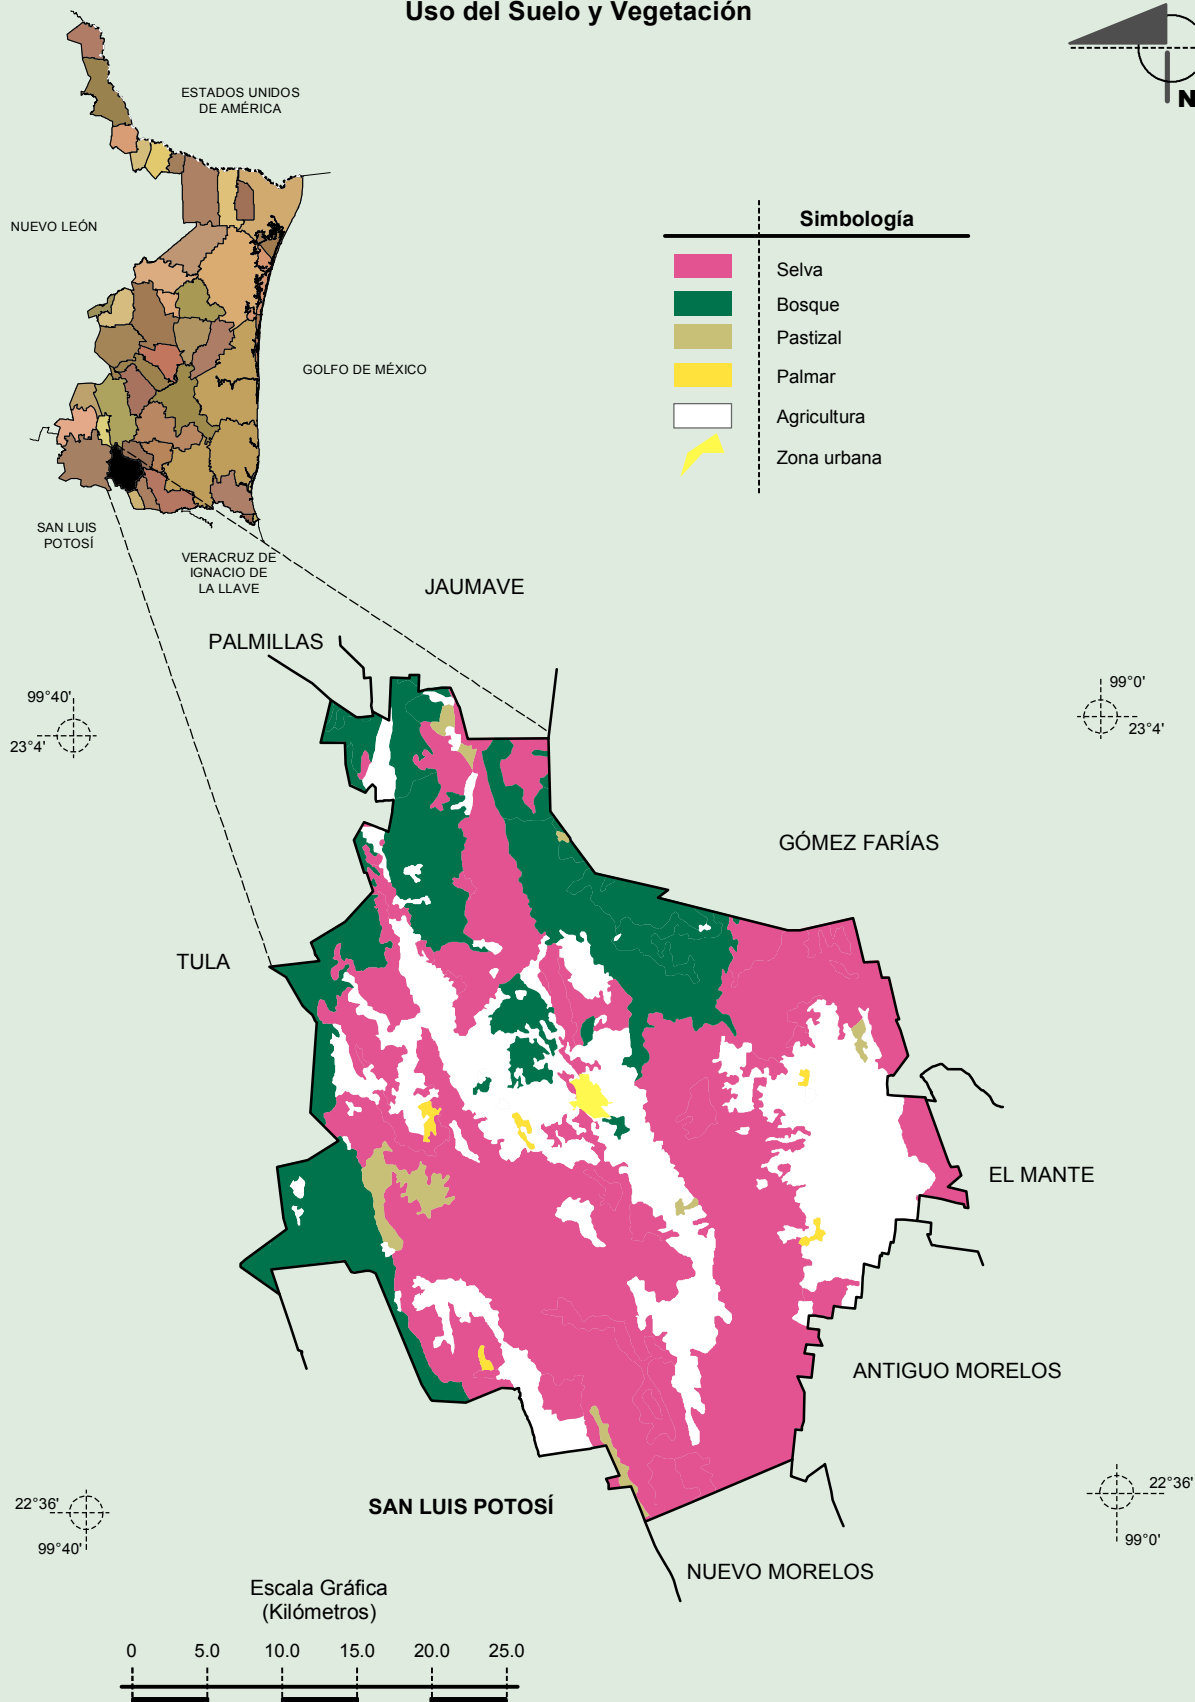 Uso del Suelo y Vegetación
N
ESTADOS UNIDOS
DE AMÉRICA
NUEVO LEÓN
GOLFO DE MÉXICO
SAN LUIS
POTOSÍ
VERACRUZ DE
IGNACIO DE
LA LLAVE
Simbología
Selva
Bosque
Pastizal
Palmar
Agricultura
Zona urbana
JAUMAVE
PALMILLAS
99°40'
23°4'
99°0'
23°4'
GÓMEZ FARÍAS
TULA
EL MANTE
ANTIGUO MORELOS
SAN LUIS POTOSÍ
NUEVO MORELOS
22°36'
99°40'
22°36'
99°0'
Escala Gráfica
(Kilómetros)
0 5.0 10.0 15.0 20.0 25.0